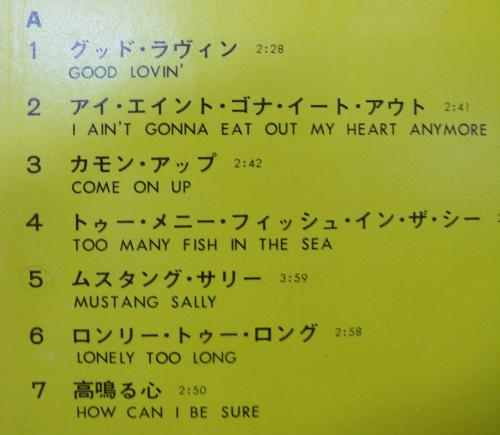 A
1 グッド・ラヴィン 2:28
GOOD LOVIN'
2 アイ・エイント・ゴナ・イート・アウト 2:41
I AIN'T GONNA EAT OUT MY HEART ANYMORE
3 カモン・アップ 2:42
COME ON UP
4 トゥー・メニー・フィッシュ・イン・ザ・シー
TOO MANY FISH IN THE SEA
5 ムスタング・サリー 3:59
MUSTANG SALLY
6 ロンリー・トゥー・ロング 2:58
LONELY TOO LONG
7 高鳴る心 2:50
HOW CAN I BE SURE